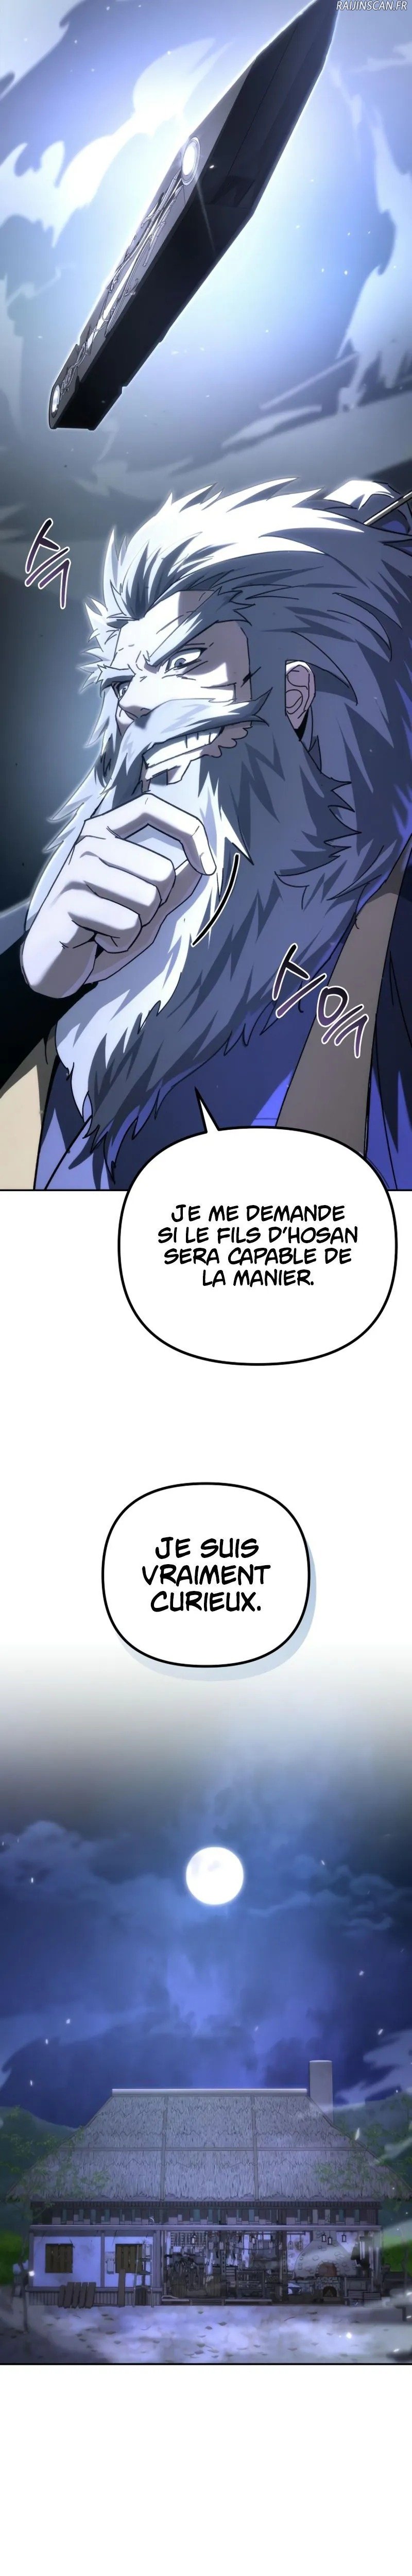 RAIJINSCAN.FR
JE ME DEMANDE
SI LE FILS D'HOSAN
SERA CAPABLE DE
LA MANIER.
JE SUIS
VRAIMENT
CURIEUX.